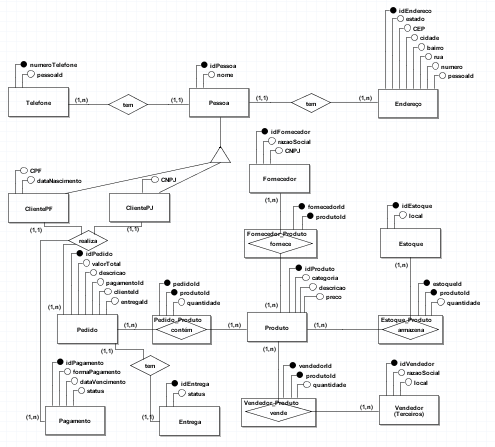 idEndereco
estado
CEP
cidade
bairro
rua
numero
pessoaId
numeroTelefone
pessoaId
idPessoa
nome
Telefone
(1,n)
tem
(1,1)
Pessoa
(1,1)
tem
(1,n)
Endereço
idFornecedor
razaoSocial
CNPJ
CPF
dataNascimento
CNPJ
Fornecedor
ClientePF
ClientePJ
(1,n)
fornecedorId
produtoId
idEstoque
local
(1,1)
(1,1)
realiza
Fornecedor_Produto
fornece
Estoque
idPedido
valorTotal
descricao
pagamentoId
clienteId
entregaId
idProduto
categoria
descricao
preco
(1,n)
pedidoId
produtoId
quantidade
estoqueId
produtoId
quantidade
(1,n)
(1,n)
Pedido
(1,n)
Pedido_Produto
contém
(1,n)
Produto
(1,n)
Estoque_Produto
armazena
(1,1)
(1,n)
idPagamento
formaPagamento
dataVencimento
status
tem
idEntrega
status
vendedorId
produtoId
quantidade
idVendedor
razaoSocial
local
(1,n)
Pagamento
(1,1)
Entrega
Vendedor_Produto
vende
(1,n)
Vendedor
(Terceiros)